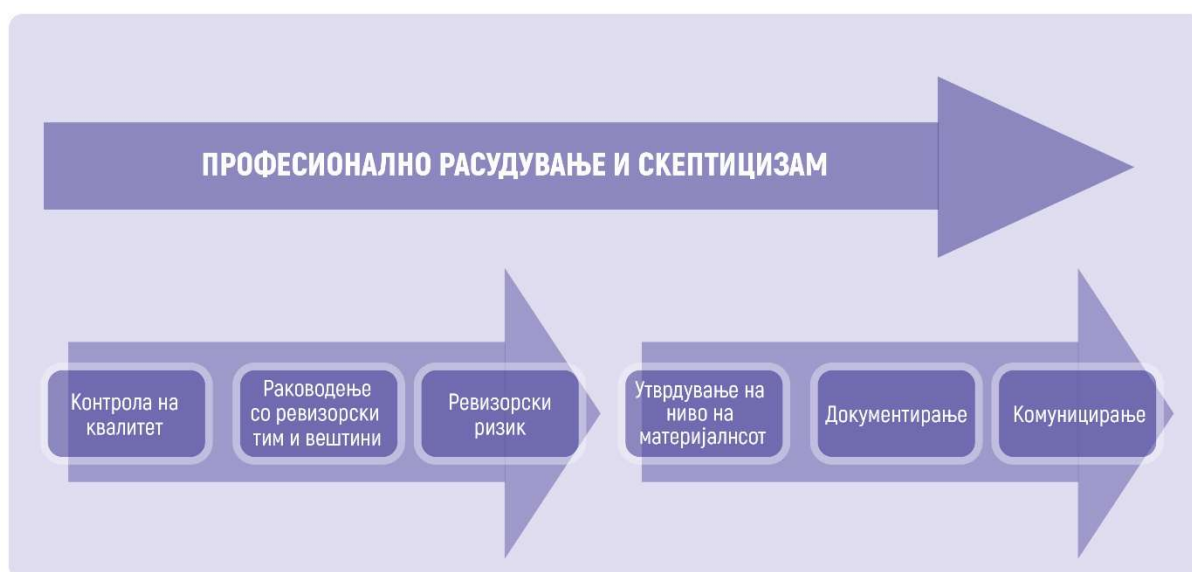 ПРОФЕСИОНАЛНО РАСУДУВАЊЕ И СКЕПТИЦИЗАМ
Контрола на
квалитет
Раководење
со ревизорски
тим и вештини
Ревизорски
ризик
Утврдување на
ниво на
материјалнсот
Документирање
Комуницирање